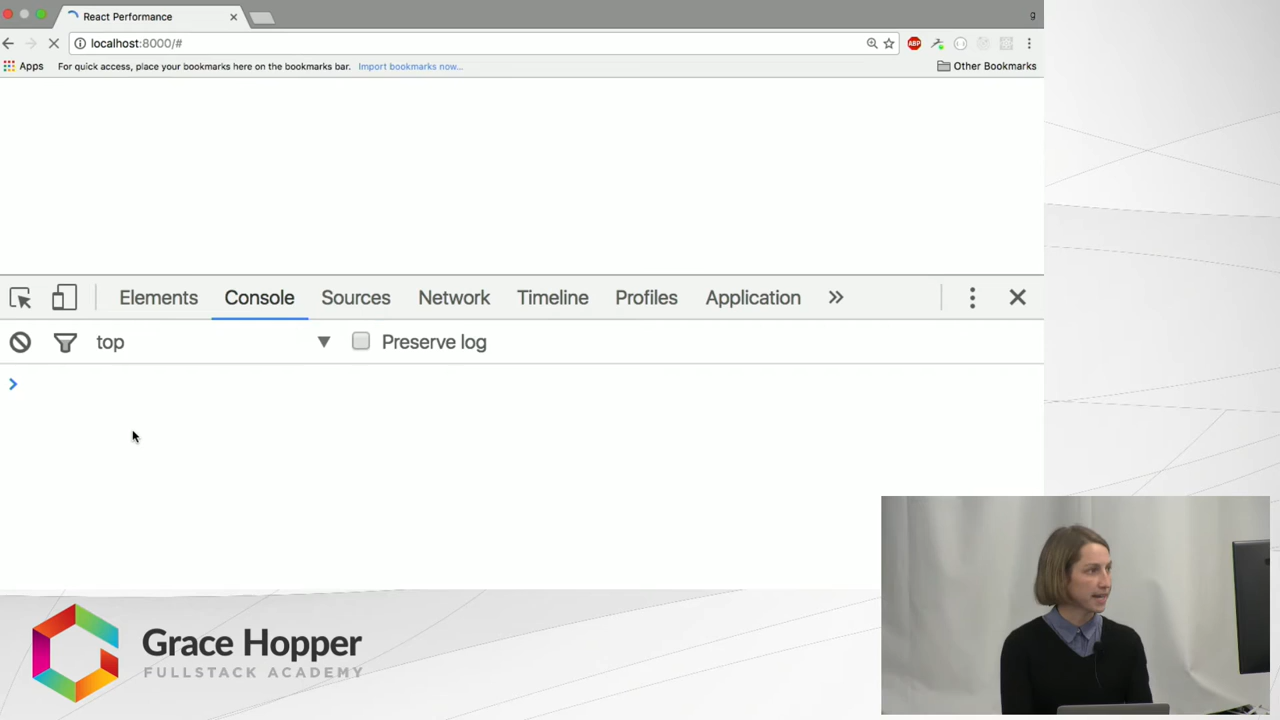 React Performance
g
localhost:8000/#
ABP
Apps For quick access, place your bookmarks here on the bookmarks bar. Import bookmarks now... Other Bookmarks
Elements Console Sources Network Timeline Profiles Application
top Preserve log
Grace Hopper
FULLSTACK ACADEMY